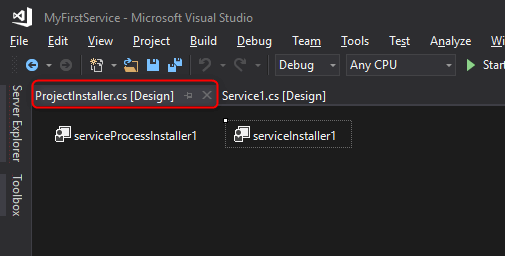 MyFirstService - Microsoft Visual Studio
File Edit View Project Build Debug Team Tools Test Analyze Win
Debug Any CPU Start
ProjectInstaller.cs [Design] Service1.cs [Design]
Server Explorer
Toolbox
serviceProcessInstaller1 serviceInstaller1